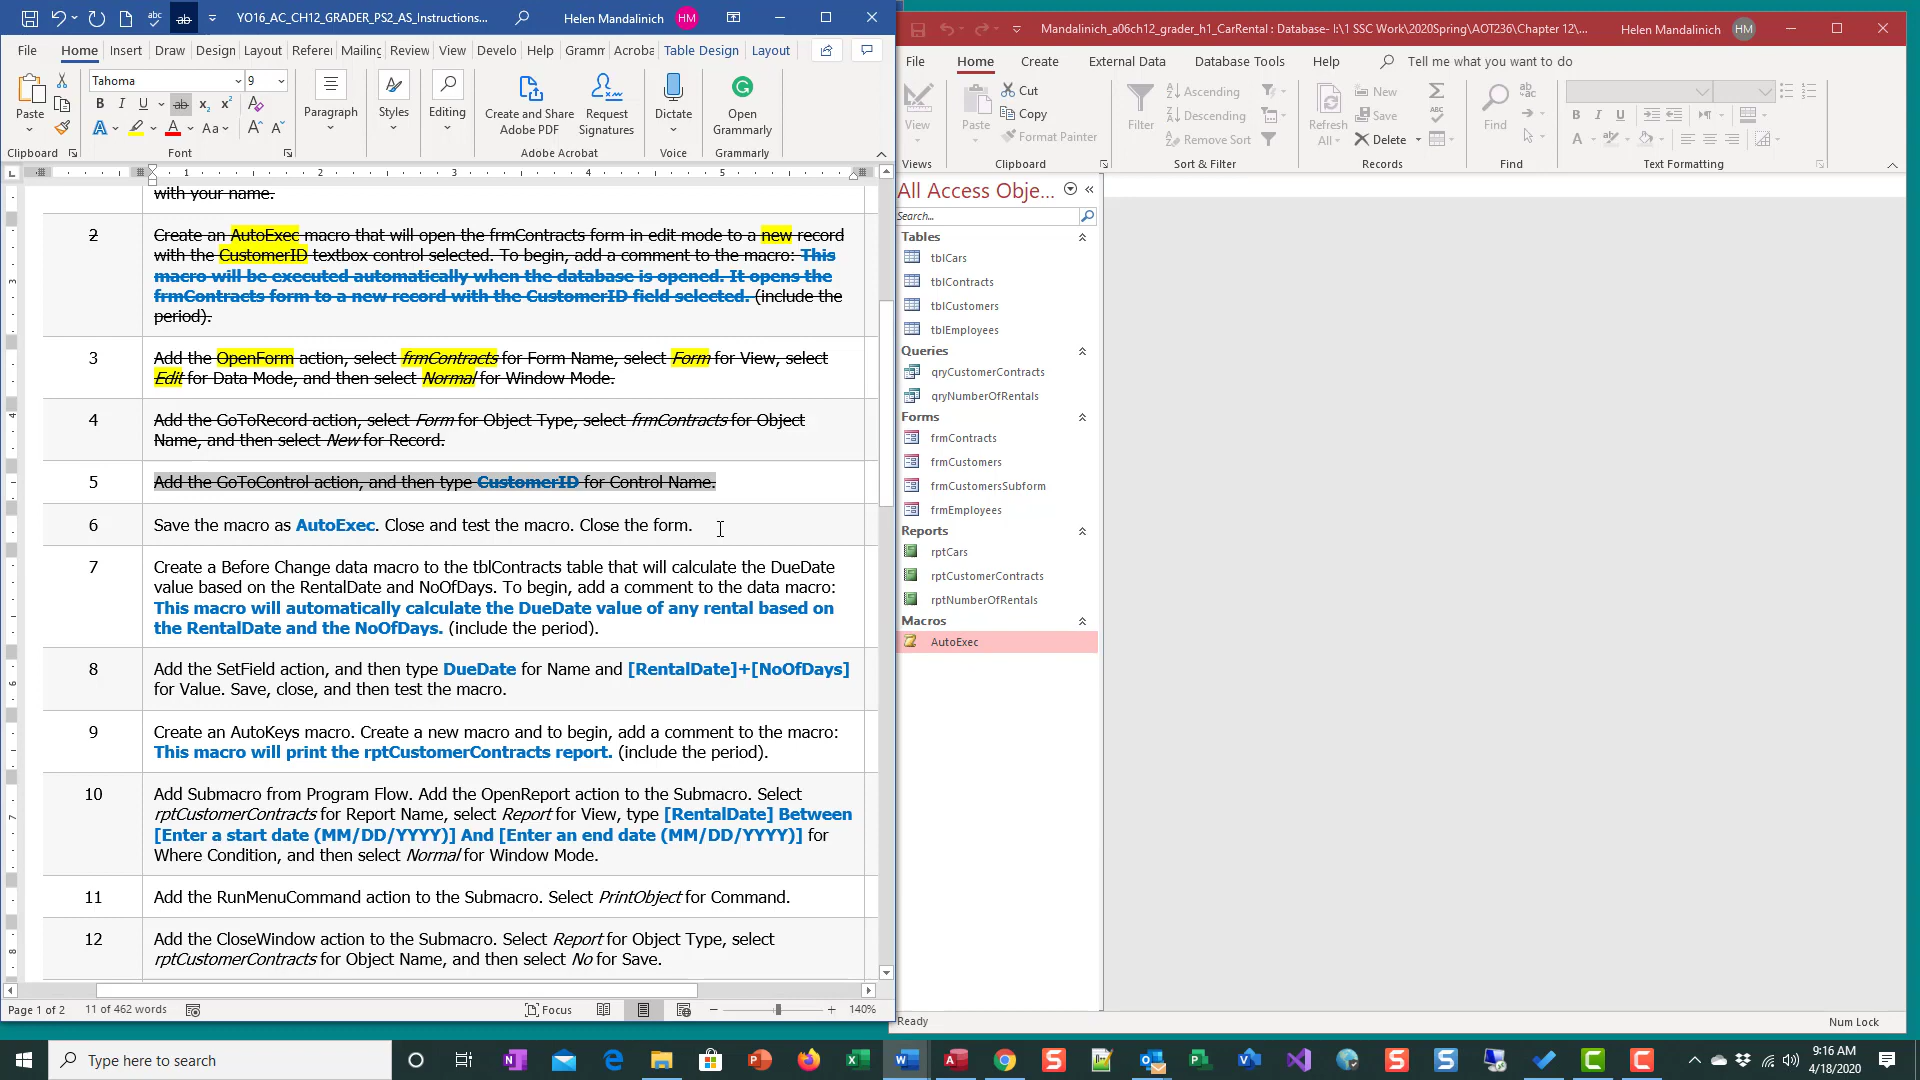 YO16_AC_CH12_GRADER_PS2_AS_Instructions...
Helen Mandalinich
HM
File
Home
Insert
Draw
Design
Layout
Referen
Mailing
Review
View
Develo
Help
Gramm
Acroba
Table Design
Layout
Tahoma
9
Paste
Paragraph
Styles
Editing
Create and Share
Adobe PDF
Request
Signatures
Dictate
Open
Grammarly
Clipboard
Font
Adobe Acrobat
Voice
Grammarly
with your name.
2
Create an AutoExec macro that will open the frmContracts form in edit mode to a new record
with the CustomerID textbox control selected. To begin, add a comment to the macro: This
macro will be executed automatically when the database is opened. It opens the
frmContracts form to a new record with the CustomerID field selected. (include the
period).
3
Add the OpenForm action, select frmContracts for Form Name, select Form for View, select
Edit for Data Mode, and then select Normal for Window Mode.
4
Add the GoToRecord action, select Form for Object Type, select frmContracts for Object
Name, and then select New for Record.
5
Add the GoToControl action, and then type CustomerID for Control Name.
6
Save the macro as AutoExec. Close and test the macro. Close the form.
7
Create a Before Change data macro to the tblContracts table that will calculate the DueDate
value based on the RentalDate and NoOfDays. To begin, add a comment to the data macro:
This macro will automatically calculate the DueDate value of any rental based on
the RentalDate and the NoOfDays. (include the period).
8
Add the SetField action, and then type DueDate for Name and [RentalDate]+[NoOfDays]
for Value. Save, close, and then test the macro.
9
Create an AutoKeys macro. Create a new macro and to begin, add a comment to the macro:
This macro will print the rptCustomerContracts report. (include the period).
10
Add Submacro from Program Flow. Add the OpenReport action to the Submacro. Select
rptCustomerContracts for Report Name, select Report for View, type [RentalDate] Between
[Enter a start date (MM/DD/YYYY)] And [Enter an end date (MM/DD/YYYY)] for
Where Condition, and then select Normal for Window Mode.
11
Add the RunMenuCommand action to the Submacro. Select PrintObject for Command.
12
Add the CloseWindow action to the Submacro. Select Report for Object Type, select
rptCustomerContracts for Object Name, and then select No for Save.
Page 1 of 2
11 of 462 words
Focus
140%
Mandalinich_a06ch12_grader_h1_CarRental : Database- I:\1 SSC Work\2020Spring\AOT236\Chapter 12\...
Helen Mandalinich
HM
File
Home
Create
External Data
Database Tools
Help
Tell me what you want to do
View
Paste
Cut
Copy
Format Painter
Filter
Ascending
Descending
Remove Sort
Refresh
All
New
Save
Delete
Find
Views
Clipboard
Sort & Filter
Records
Find
Text Formatting
All Access Obje...
Search...
Tables
tblCars
tblContracts
tblCustomers
tblEmployees
Queries
qryCustomerContracts
qryNumberOfRentals
Forms
frmContracts
frmCustomers
frmCustomersSubform
frmEmployees
Reports
rptCars
rptCustomerContracts
rptNumberOfRentals
Macros
AutoExec
Ready
Num Lock
Type here to search
9:16 AM
4/18/2020